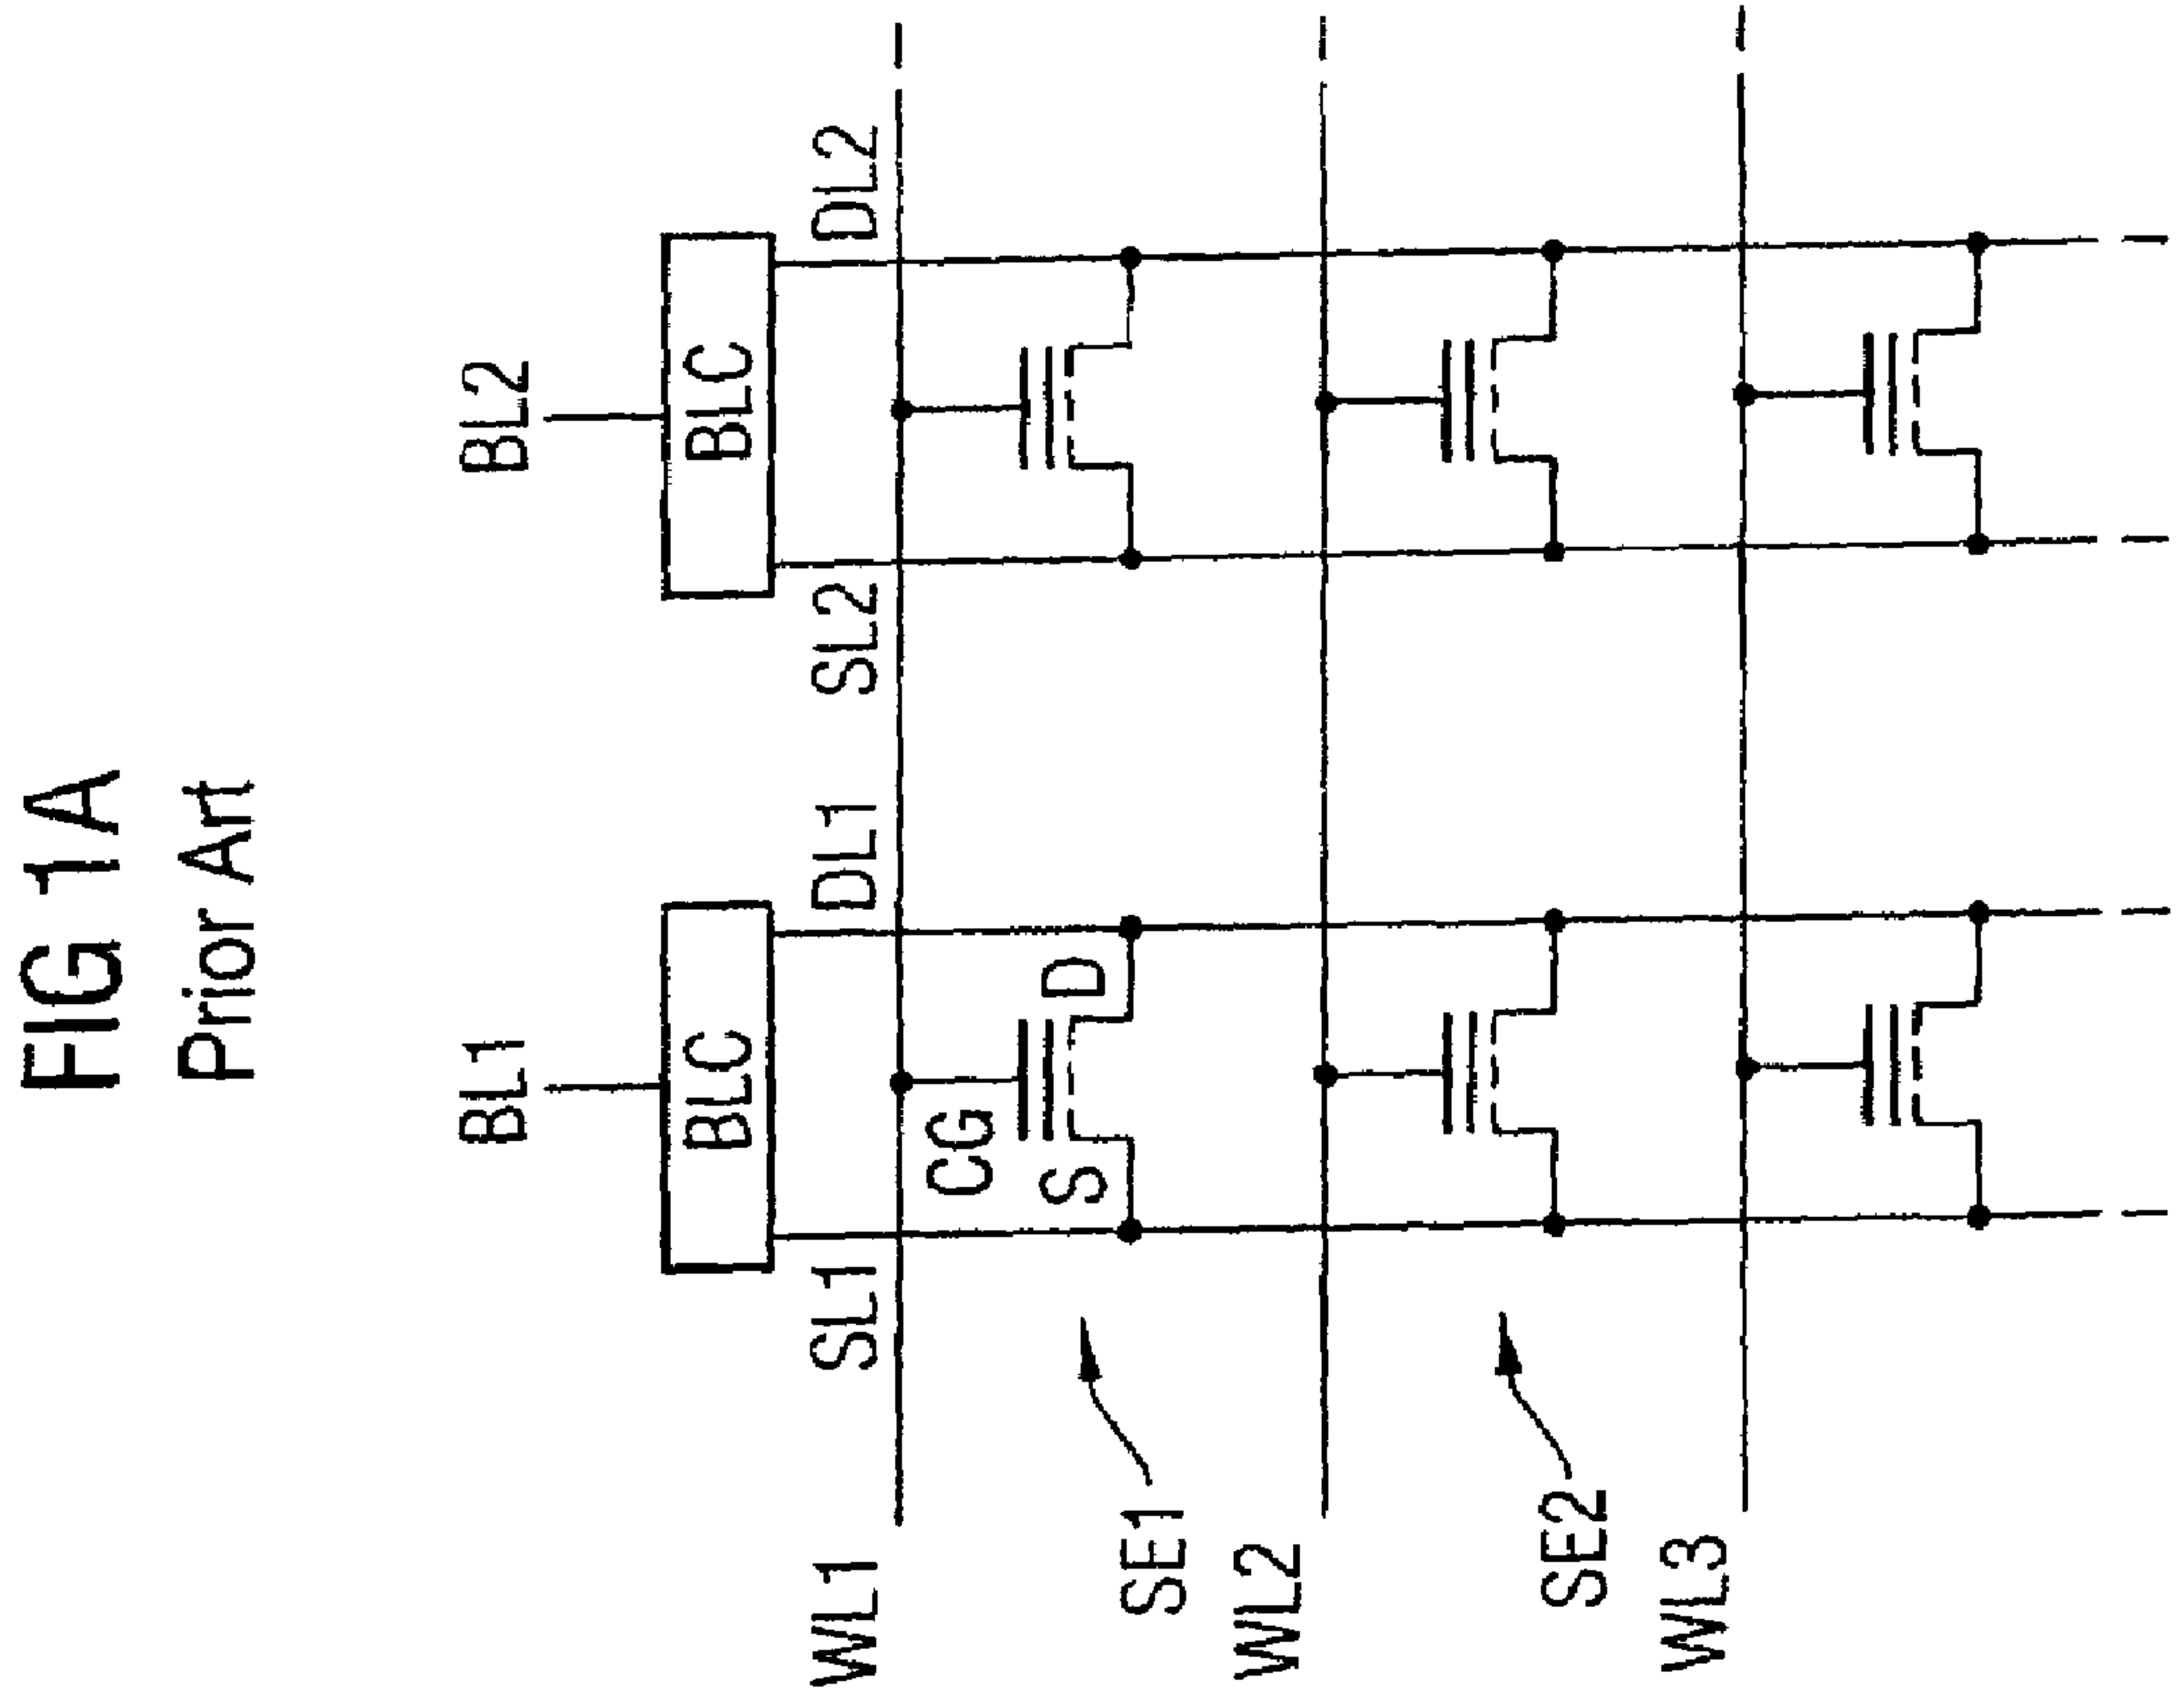 FIG 1A
Prior Art
BL1
BL2
BLC
BLC
WL1
SL1
DL1
SL2
DL2
CG
S
D
SE1
WL2
SE2
WL3